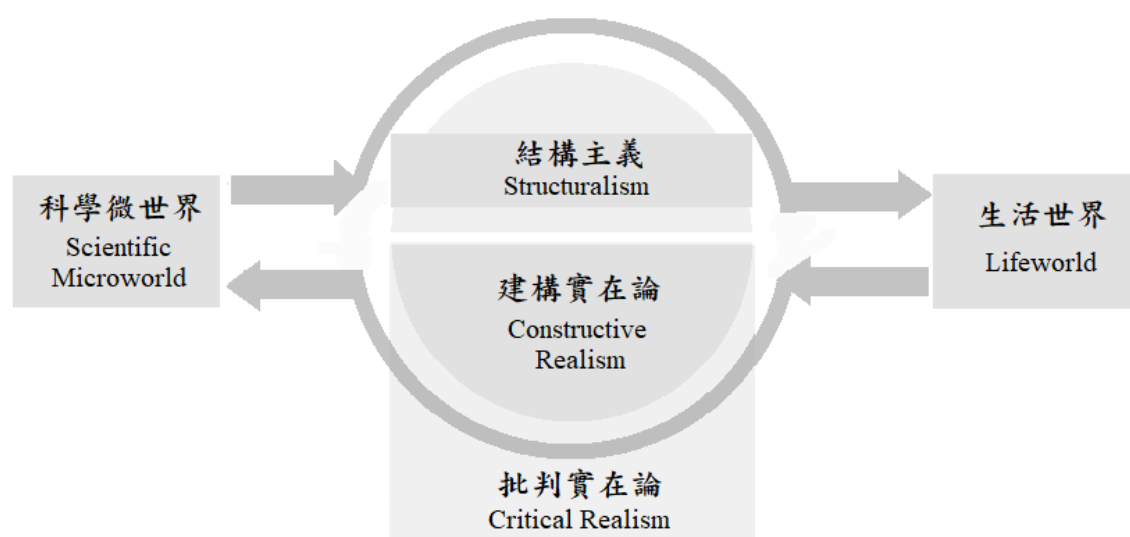 科學微世界
Scientific
Microworld
結構主義
Structuralism
建構實在論
Constructive
Realism
批判實在論
Critical Realism
生活世界
Lifeworld